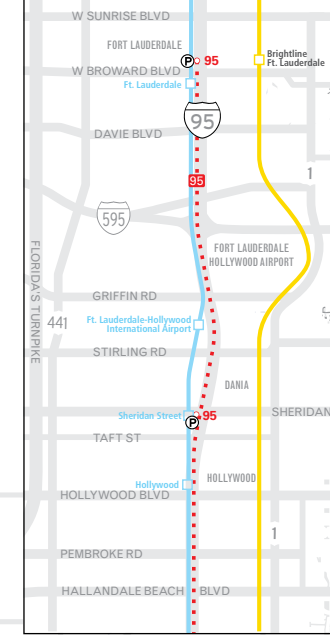 W SUNRISE BLVD
FORT LAUDERDALE
P 95
Brightline
Ft. Lauderdale
W BROWARD BLVD
Ft. Lauderdale
95
DAVIE BLVD
1
95
595
FORT LAUDERDALE
HOLLYWOOD AIRPORT
FLORIDA'S TURNPIKE
GRIFFIN RD
441
Ft. Lauderdale-Hollywood
International Airport
STIRLING RD
DANIA
Sheridan Street
95
SHERIDAN
P
TAFT ST
HOLLYWOOD
Hollywood
HOLLYWOOD BLVD
1
PEMBROKE RD
HALLANDALE BEACH BLVD